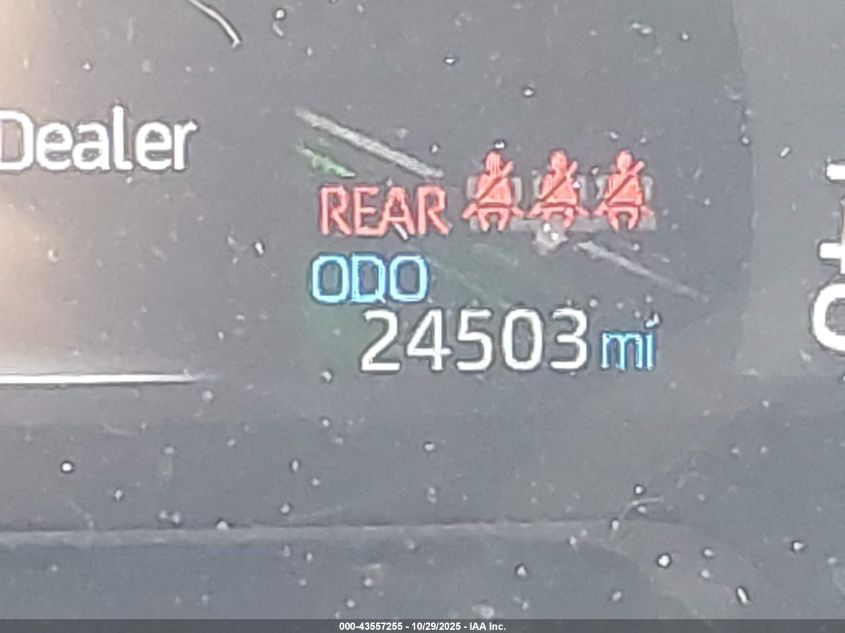 Dealer
REAR
ODO
24503 mi
000-43557255 - 10/29/2025 - IAA Inc.